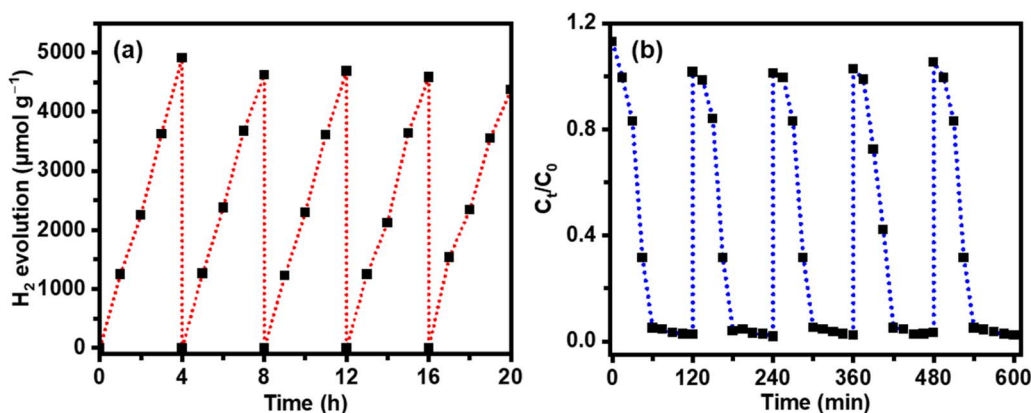 (a)
H₂ evolution (μmol g⁻¹)
5000
4000
3000
2000
1000
0
0 4 8 12 16 20
Time (h)
(b)
Cₜ/C₀
1.2
0.8
0.4
0.0
0 120 240 360 480 600
Time (min)